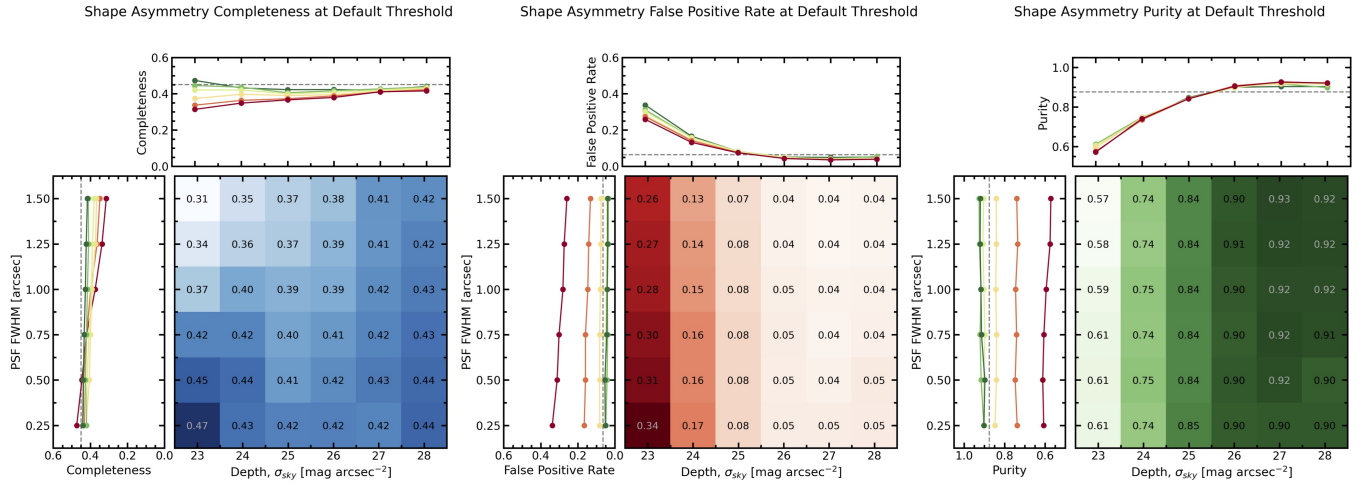 Shape Asymmetry Completeness at Default Threshold
0.6
0.4
0.2
0.0
Completeness
1.50
1.25
1.00
0.75
0.50
0.25
PSF FWHM [arcsec]
0.6 0.4 0.2 0.0
Completeness
0.31 0.35 0.37 0.38 0.41 0.42
0.34 0.36 0.37 0.39 0.41 0.42
0.37 0.40 0.39 0.39 0.42 0.43
0.42 0.42 0.40 0.41 0.42 0.43
0.45 0.44 0.41 0.42 0.43 0.44
0.47 0.43 0.42 0.42 0.42 0.44
23 24 25 26 27 28
Depth, σsky [mag arcsec−2]
Shape Asymmetry False Positive Rate at Default Threshold
0.6
0.4
0.2
0.0
False Positive Rate
1.50
1.25
1.00
0.75
0.50
0.25
PSF FWHM [arcsec]
0.6 0.4 0.2 0.0
False Positive Rate
0.26 0.13 0.07 0.04 0.04 0.04
0.27 0.14 0.08 0.04 0.04 0.04
0.28 0.15 0.08 0.04 0.04 0.04
0.30 0.16 0.08 0.05 0.04 0.04
0.31 0.16 0.08 0.05 0.04 0.05
0.34 0.17 0.08 0.05 0.05 0.05
23 24 25 26 27 28
Depth, σsky [mag arcsec−2]
Shape Asymmetry Purity at Default Threshold
1.0
0.8
0.6
Purity
1.50
1.25
1.00
0.75
0.50
0.25
PSF FWHM [arcsec]
1.0 0.8 0.6
Purity
0.57 0.74 0.84 0.90 0.93 0.92
0.58 0.74 0.84 0.91 0.92 0.92
0.59 0.74 0.84 0.90 0.92 0.92
0.61 0.74 0.84 0.90 0.92 0.91
0.61 0.75 0.84 0.90 0.92 0.90
0.61 0.74 0.85 0.90 0.90 0.90
23 24 25 26 27 28
Depth, σsky [mag arcsec−2]